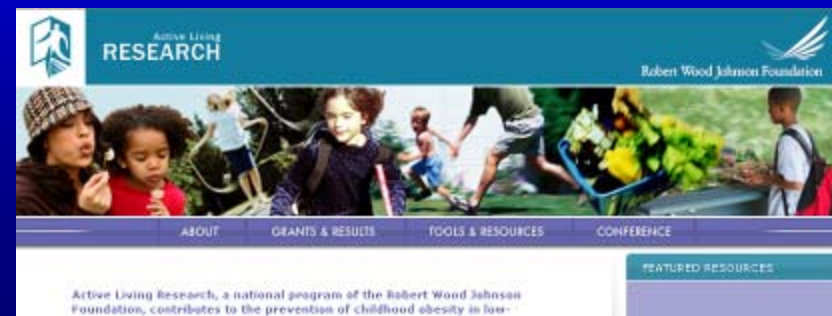 Active Living
RESEARCH
Robert Wood Johnson Foundation
ABOUT GRANTS & RESULTS TOOLS & RESOURCES CONFERENCE
FEATURED RESOURCES
Active Living Research, a national program of the Robert Wood Johnson
Foundation, contributes to the prevention of childhood obesity in low-